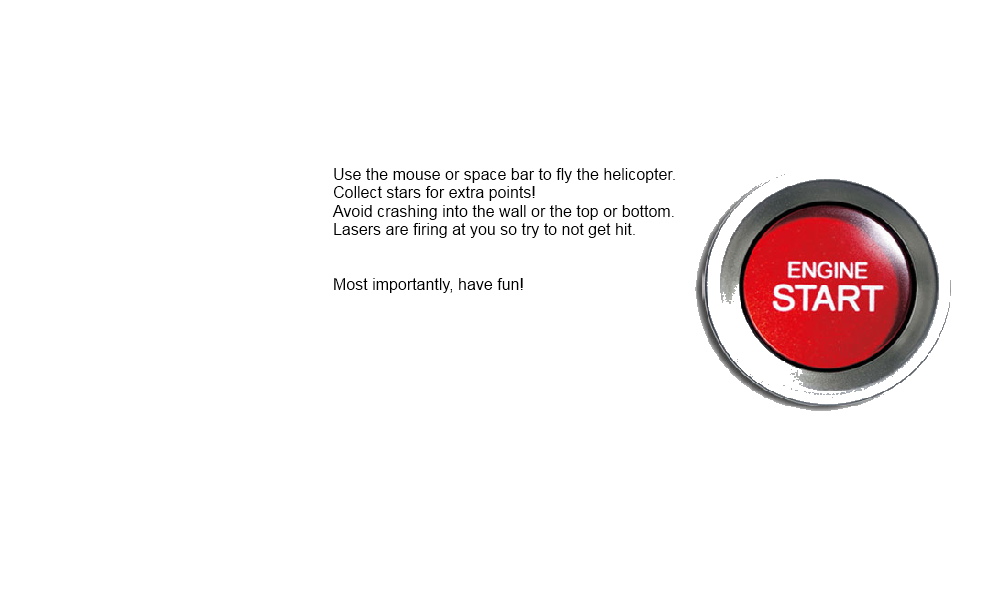 Use the mouse or space bar to fly the helicopter.
Collect stars for extra points!
Avoid crashing into the wall or the top or bottom.
Lasers are firing at you so try to not get hit.
Most importantly, have fun!
ENGINE
START